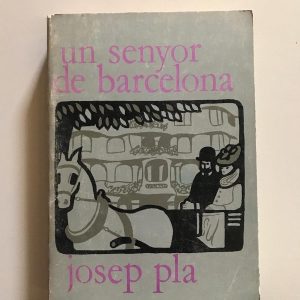 un senyor
de barcelona
josep pla